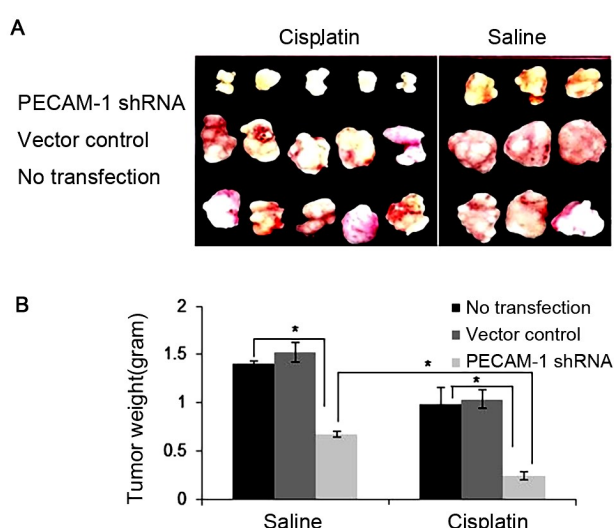 A
Cisplatin
Saline
PECAM-1 shRNA
Vector control
No transfection
B
Tumor weight(gram)
2
1.5
1
0.5
0
No transfection
Vector control
PECAM-1 shRNA
*
*
*
Saline
Cisplatin